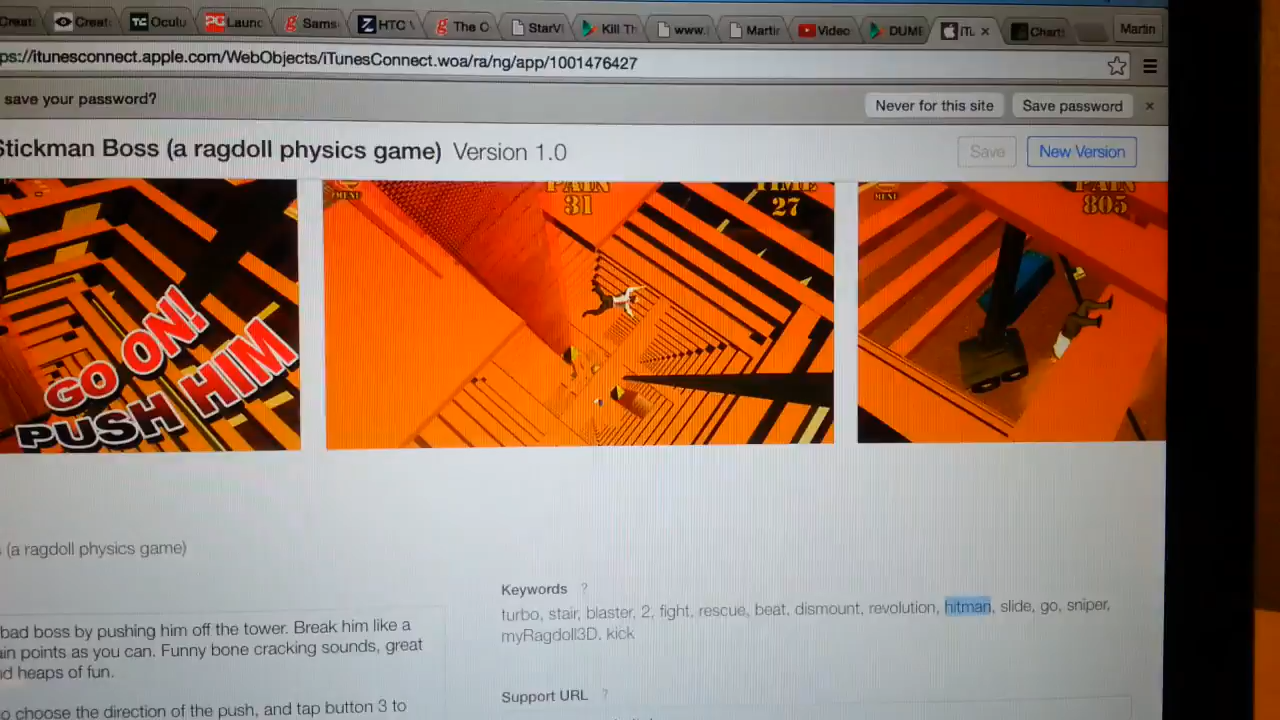 Creat Creat Oculu Launc Sams HTC The O StarV Kill Th www. Martin Video DUME iTu × Charti Martin
ps://itunesconnect.apple.com/WebObjects/iTunesConnect.woa/ra/ng/app/1001476427
save your password? Never for this site Save password ×
Stickman Boss (a ragdoll physics game) Version 1.0 Save New Version
MENU PAIN TIME MENU PAIN
31 27 805
GO ON!
PUSH HIM
(a ragdoll physics game)
Keywords ?
turbo, stair, blaster, 2, fight, rescue, beat, dismount, revolution, hitman, slide, go, sniper,
myRagdoll3D, kick
bad boss by pushing him off the tower. Break him like a
in points as you can. Funny bone cracking sounds, great
d heaps of fun.
Support URL ?
o choose the direction of the push, and tap button 3 to